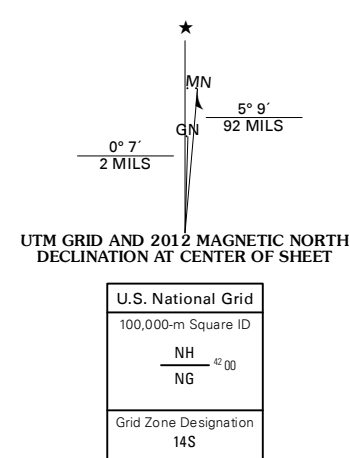 ★
MN
5° 9´
92 MILS
GN
0° 7´
2 MILS
UTM GRID AND 2012 MAGNETIC NORTH
DECLINATION AT CENTER OF SHEET
U.S. National Grid
100,000-m Square ID
NH
42 00
NG
Grid Zone Designation
14S